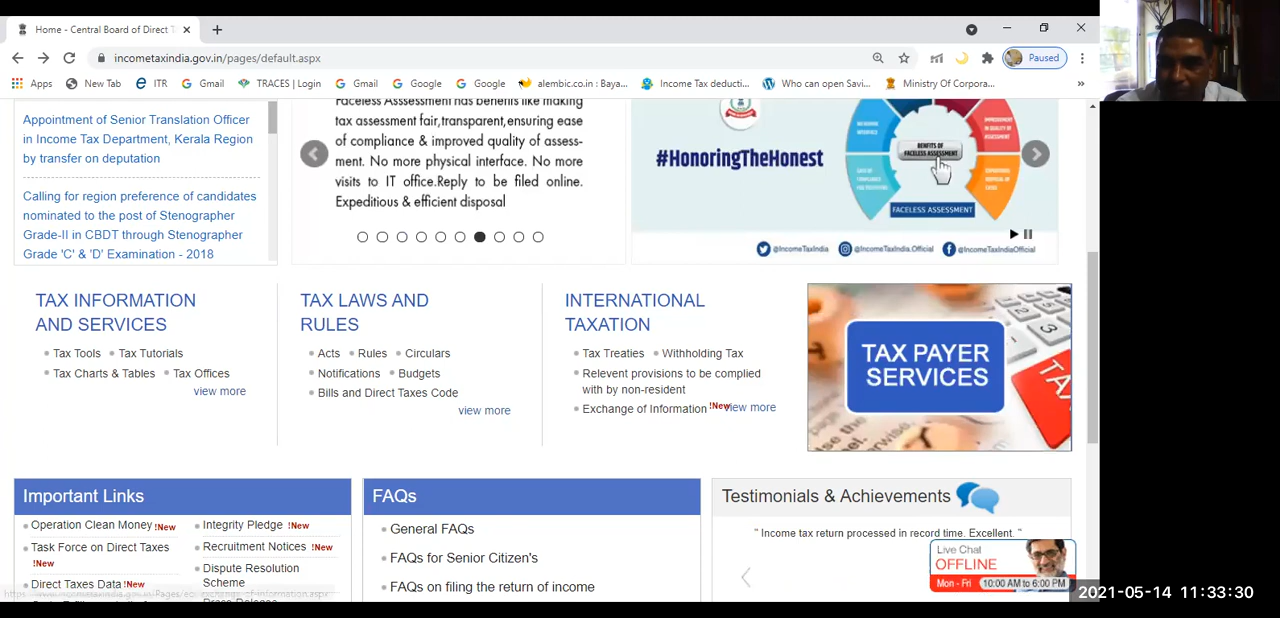 Home - Central Board of Direct T
incometaxindia.gov.in/pages/default.aspx
Paused
Apps
New Tab
ITR
Gmail
TRACES | Login
Gmail
Google
Google
alembic.co.in : Baya...
Income Tax deducti...
Who can open Savi...
Ministry Of Corpora...
»
Appointment of Senior Translation Officer
in Income Tax Department, Kerala Region
by transfer on deputation
Calling for region preference of candidates
nominated to the post of Stenographer
Grade-II in CBDT through Stenographer
Grade 'C' & 'D' Examination - 2018
Faceless Asssessment has benefits like making
tax assessment fair,transparent,ensuring ease
of compliance & improved quality of assess-
ment. No more physical interface. No more
visits to IT office.Reply to be filed online.
Expeditious & efficient disposal
#HonoringTheHonest
BENEFITS OF
FACELESS ASSESSMENT
IMPROVEMENT
IN QUALITY OF
ASSESSMENT
FACELESS ASSESSMENT
@IncomeTaxIndia
@IncomeTaxIndia.Official
@IncomeTaxIndiaOfficial
TAX INFORMATION
AND SERVICES
Tax Tools
Tax Tutorials
Tax Charts & Tables
Tax Offices
view more
TAX LAWS AND
RULES
Acts
Rules
Circulars
Notifications
Budgets
Bills and Direct Taxes Code
view more
INTERNATIONAL
TAXATION
Tax Treaties
Withholding Tax
Relevent provisions to be complied
with by non-resident
Exchange of Information !New
view more
TAX PAYER
SERVICES
TAX
Important Links
Operation Clean Money !New
Task Force on Direct Taxes
!New
Direct Taxes Data !New
Integrity Pledge !New
Recruitment Notices !New
Dispute Resolution
Scheme
FAQs
General FAQs
FAQs for Senior Citizen's
FAQs on filing the return of income
Testimonials & Achievements
" Income tax return processed in record time. Excellent. "
Live Chat
OFFLINE
Mon - Fri 10:00 AM to 6:00 PM
2021-05-14 11:33:30